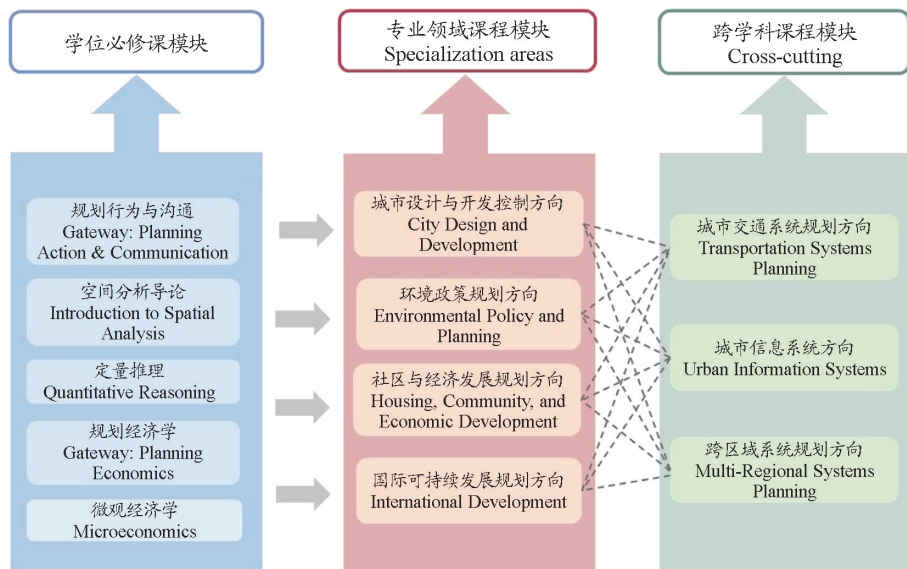 学位必修课模块
专业领域课程模块
Specialization areas
跨学科课程模块
Cross-cutting
规划行为与沟通
Gateway: Planning
Action & Communication
空间分析导论
Introduction to Spatial
Analysis
定量推理
Quantitative Reasoning
规划经济学
Gateway: Planning
Economics
微观经济学
Microeconomics
城市设计与开发控制方向
City Design and
Development
环境政策规划方向
Environmental Policy and
Planning
社区与经济发展规划方向
Housing, Community, and
Economic Development
国际可持续发展规划方向
International Development
城市交通系统规划方向
Transportation Systems
Planning
城市信息系统方向
Urban Information Systems
跨区域系统规划方向
Multi-Regional Systems
Planning